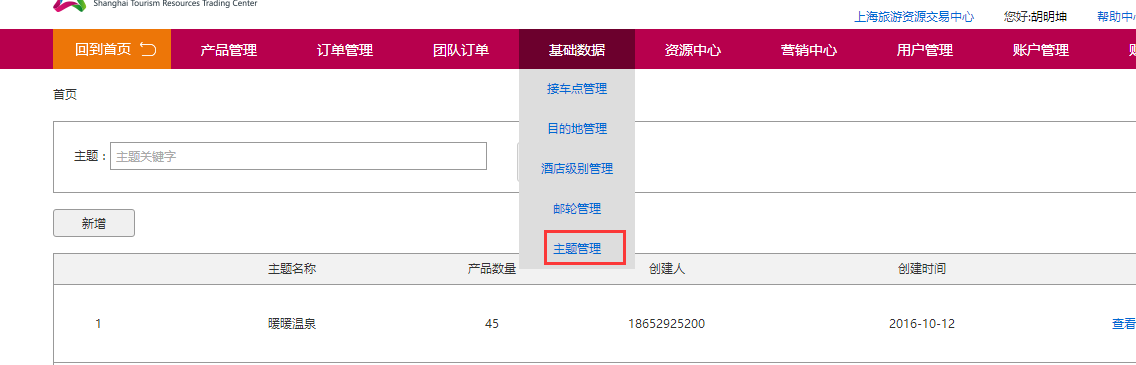 Shanghai Tourism Resources Trading Center
上海旅游资源交易中心 您好:胡明坤 帮助中
回到首页 产品管理 订单管理 团队订单 基础数据 资源中心 营销中心 用户管理 账户管理
接车点管理
目的地管理
酒店级别管理
邮轮管理
主题管理
首页
主题： 主题关键字
新增
主题名称 产品数量 创建人 创建时间
1 暖暖温泉 45 18652925200 2016-10-12 查看